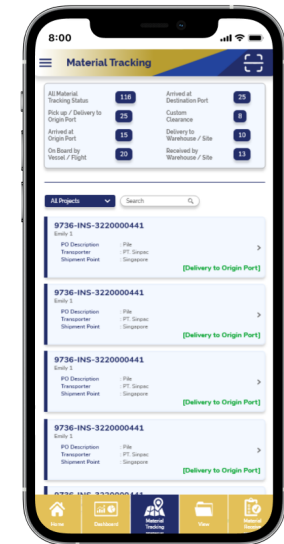 8:00
Material Tracking
All Material
Tracking Status
116
Arrived at
Destination Port
25
Pick up / Delivery to
Origin Port
25
Custom
Clearance
8
Arrived at
Origin Port
15
Delivery to
Warehouse / Site
10
On Board by
Vessel / Flight
20
Received by
Warehouse / Site
13
All Projects
Search
9736-INS-3220000441
Emily 1
PO Description : File
Transporter : PT. Sinpac
Shipment Point : Singapore
[Delivery to Origin Port]
9736-INS-3220000441
Emily 1
PO Description : File
Transporter : PT. Sinpac
Shipment Point : Singapore
[Delivery to Origin Port]
9736-INS-3220000441
Emily 1
PO Description : File
Transporter : PT. Sinpac
Shipment Point : Singapore
[Delivery to Origin Port]
9736-INS-3220000441
Emily 1
PO Description : File
Transporter : PT. Sinpac
Shipment Point : Singapore
[Delivery to Origin Port]
9736-INS-3220000441
Home
Dashboard
Material
Tracking
View
Material